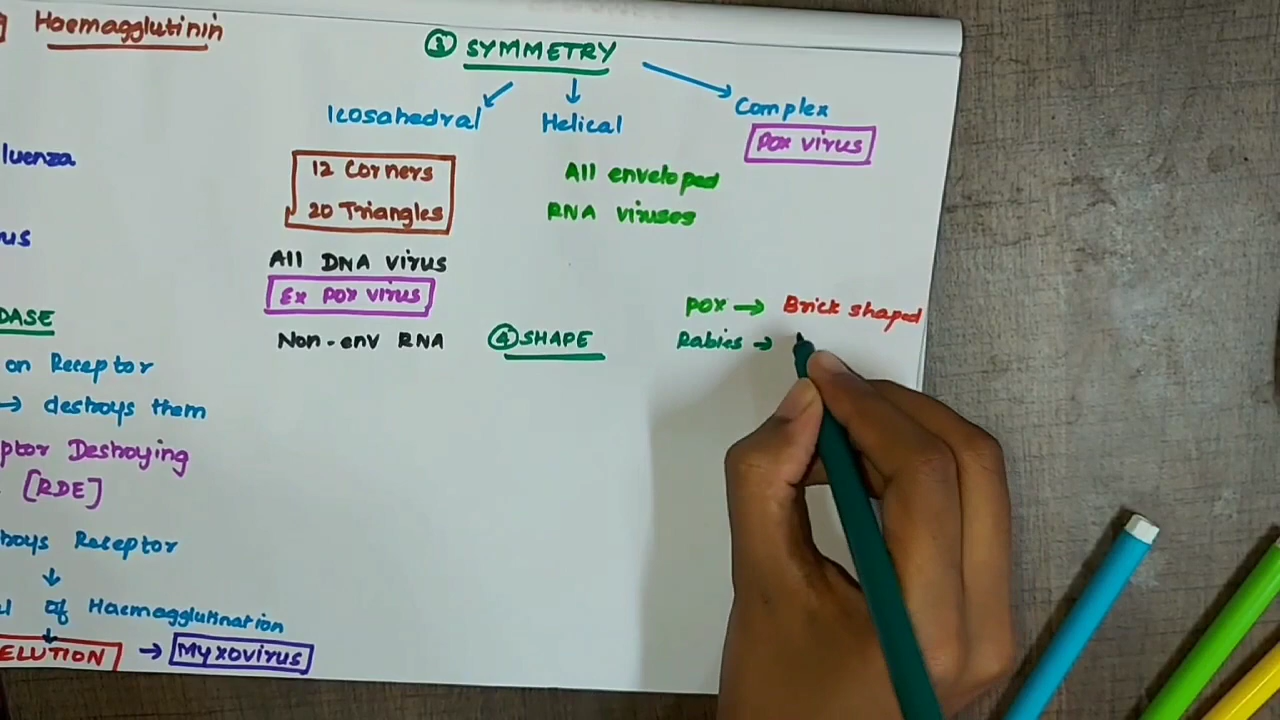 Haemagglutinin
luenza
us
DASE
on Receptor
→ destroys them
ptor Destroying
[RDE]
troys Receptor
↓
of Haemagglutination
↓
ELUTION → Myxovirus
③ SYMMETRY
Icosahedral
12 Corners
20 Triangles
All DNA virus
Ex pox virus
Non-env RNA
Helical
All enveloped
RNA viruses
Complex
Pox virus
④ SHAPE
Pox → Brick shaped
Rabies →